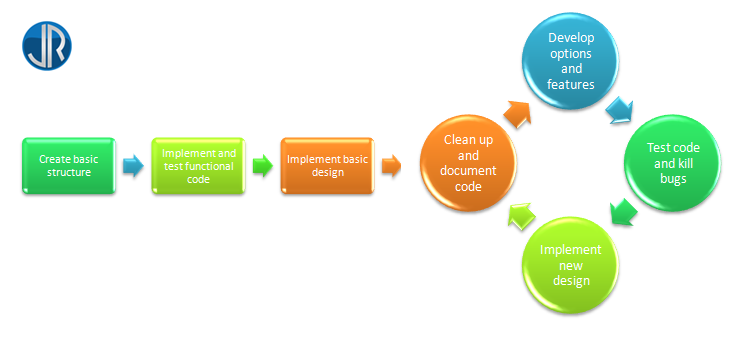 JR
Create basic
structure
Implement and
test functional
code
Implement basic
design
Clean up
and
document
code
Develop
options
and
features
Test code
and kill
bugs
Implement
new
design